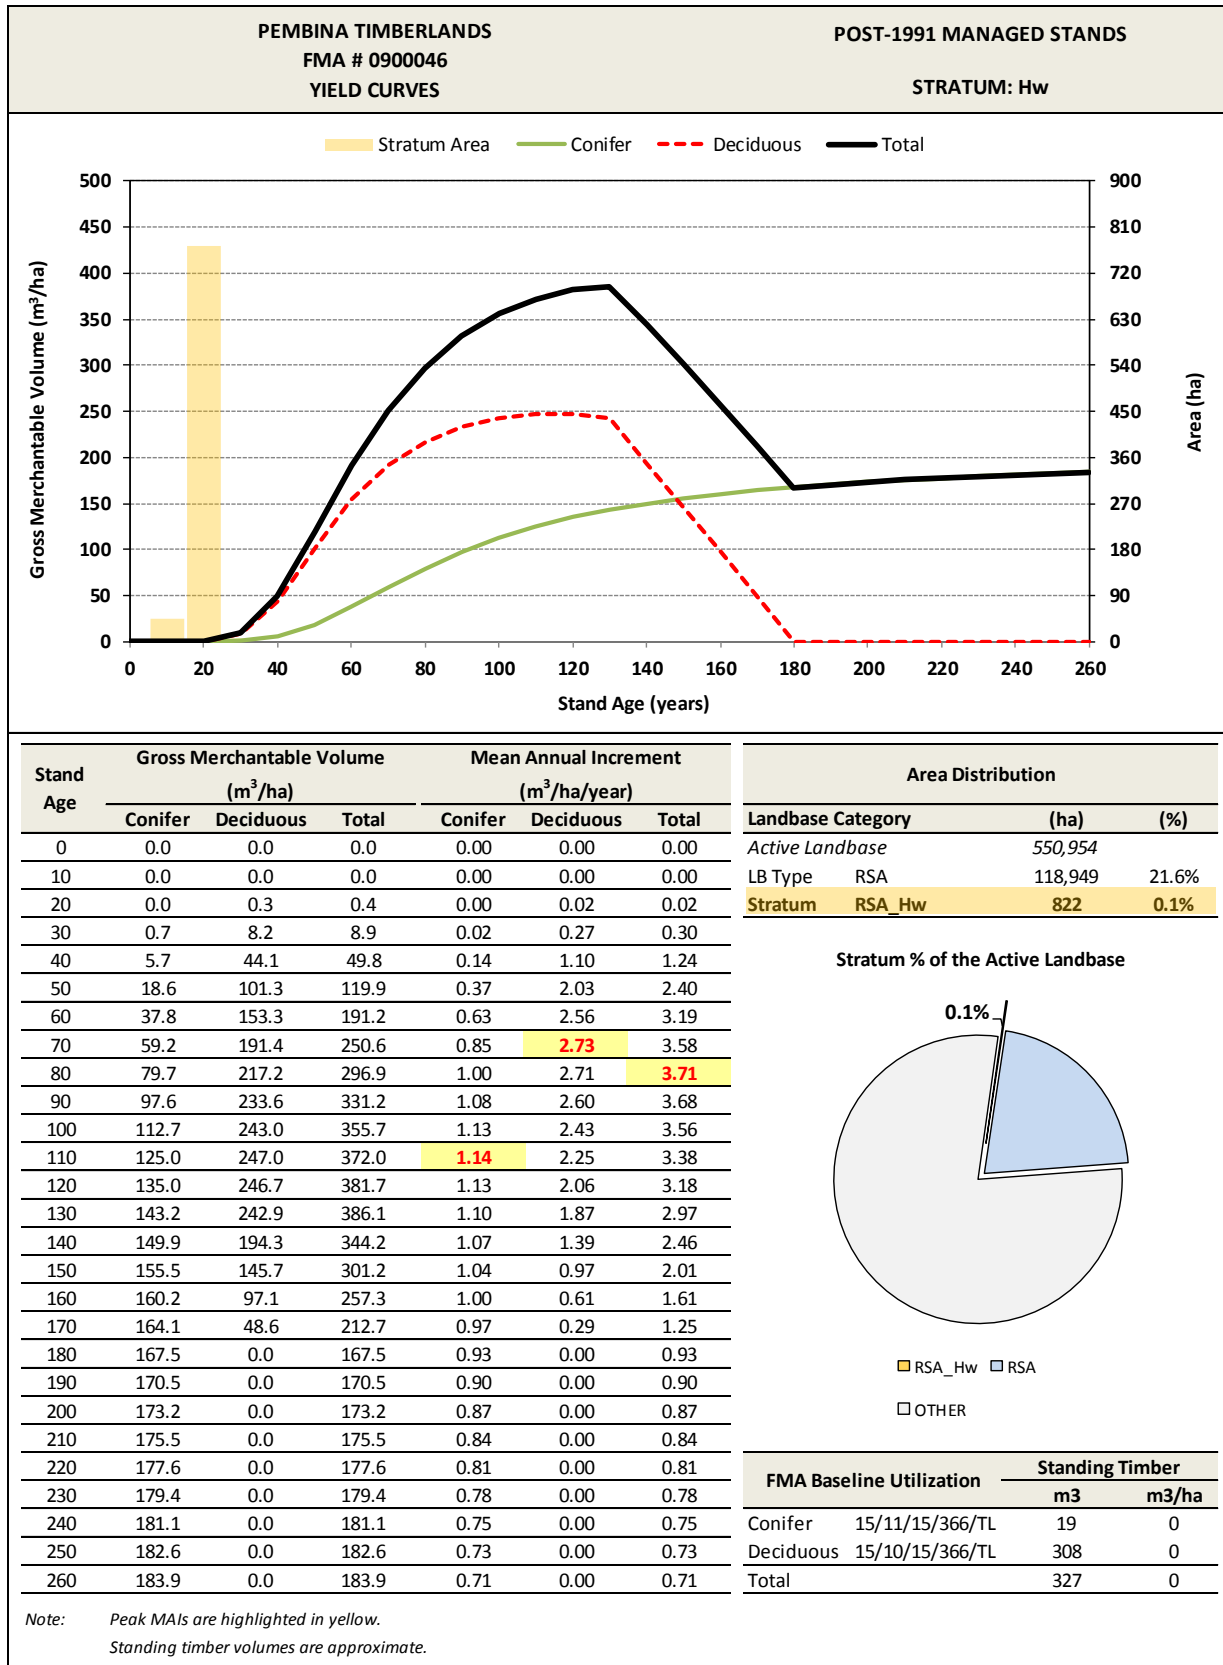 PEMBINA TIMBERLANDS
FMA # 0900046
YIELD CURVES
POST-1991 MANAGED STANDS
STRATUM: Hw
Stratum Area Conifer Deciduous Total
500
450
400
350
300
250
200
150
100
50
0
Gross Merchantable Volume (m³/ha)
900
810
720
630
540
450
360
270
180
90
0
Area (ha)
0 20 40 60 80 100 120 140 160 180 200 220 240 260
Stand Age (years)
Stand Age
Gross Merchantable Volume (m³/ha)
Mean Annual Increment (m³/ha/year)
Conifer Deciduous Total Conifer Deciduous Total
0 0.0 0.0 0.0 0.00 0.00 0.00
10 0.0 0.0 0.0 0.00 0.00 0.00
20 0.0 0.3 0.4 0.00 0.02 0.02
30 0.7 8.2 8.9 0.02 0.27 0.30
40 5.7 44.1 49.8 0.14 1.10 1.24
50 18.6 101.3 119.9 0.37 2.03 2.40
60 37.8 153.3 191.2 0.63 2.56 3.19
70 59.2 191.4 250.6 0.85 2.73 3.58
80 79.7 217.2 296.9 1.00 2.71 3.71
90 97.6 233.6 331.2 1.08 2.60 3.68
100 112.7 243.0 355.7 1.13 2.43 3.56
110 125.0 247.0 372.0 1.14 2.25 3.38
120 135.0 246.7 381.7 1.13 2.06 3.18
130 143.2 242.9 386.1 1.10 1.87 2.97
140 149.9 194.3 344.2 1.07 1.39 2.46
150 155.5 145.7 301.2 1.04 0.97 2.01
160 160.2 97.1 257.3 1.00 0.61 1.61
170 164.1 48.6 212.7 0.97 0.29 1.25
180 167.5 0.0 167.5 0.93 0.00 0.93
190 170.5 0.0 170.5 0.90 0.00 0.90
200 173.2 0.0 173.2 0.87 0.00 0.87
210 175.5 0.0 175.5 0.84 0.00 0.84
220 177.6 0.0 177.6 0.81 0.00 0.81
230 179.4 0.0 179.4 0.78 0.00 0.78
240 181.1 0.0 181.1 0.75 0.00 0.75
250 182.6 0.0 182.6 0.73 0.00 0.73
260 183.9 0.0 183.9 0.71 0.00 0.71
Area Distribution
Landbase Category (ha) (%)
Active Landbase 550,954
LB Type RSA 118,949 21.6%
Stratum RSA_Hw 822 0.1%
Stratum % of the Active Landbase
0.1%
RSA_Hw RSA
OTHER
FMA Baseline Utilization
Standing Timber
m3 m3/ha
Conifer 15/11/15/366/TL 19 0
Deciduous 15/10/15/366/TL 308 0
Total 327 0
Note: Peak MAIs are highlighted in yellow.
Standing timber volumes are approximate.